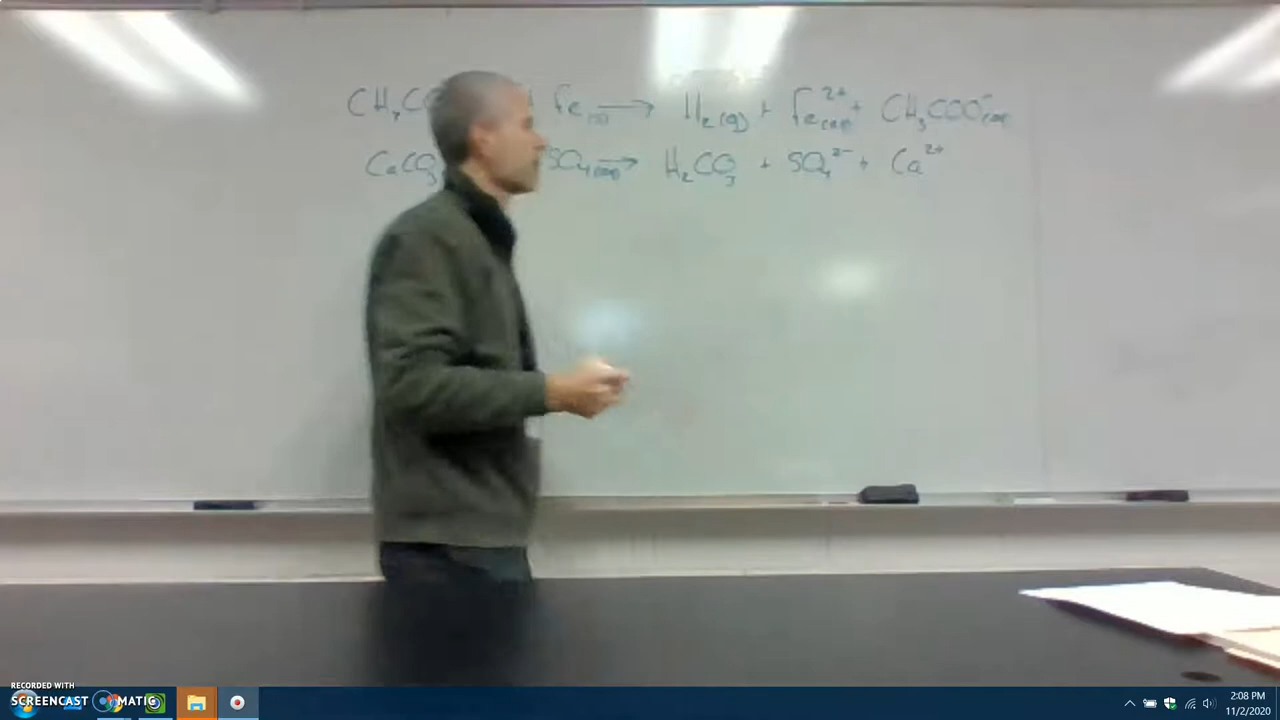 CH₃CO Fe(s) → H₂(g) + Fe²⁺(aq) + CH₃COO⁻(aq)
CaCO₃ SO₄(aq) → H₂CO₃ + SO₄²⁻ + Ca²⁺
RECORDED WITH
SCREENCAST MATIC
2:08 PM
11/2/2020